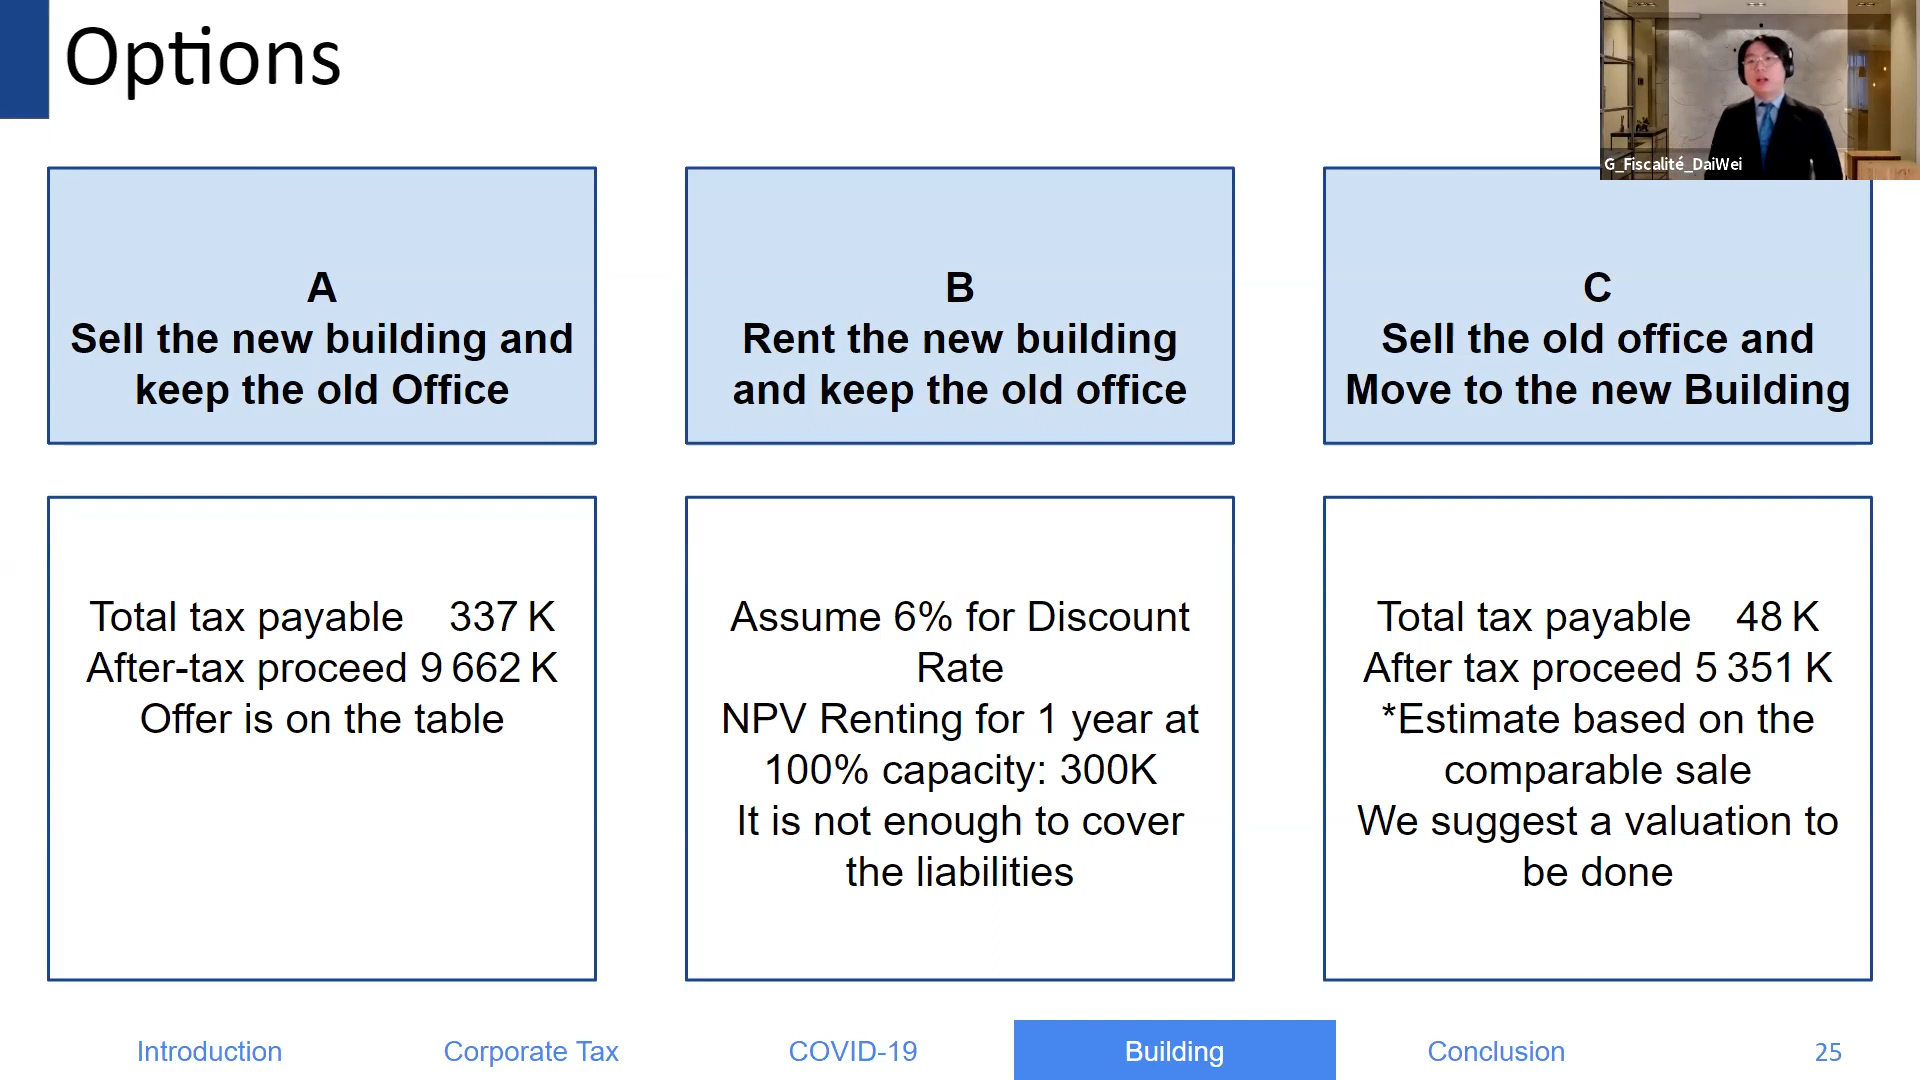 Options
G_Fiscalité_DaiWei
A
Sell the new building and
keep the old Office
B
Rent the new building
and keep the old office
C
Sell the old office and
Move to the new Building
Total tax payable 337 K
After-tax proceed 9 662 K
Offer is on the table
Assume 6% for Discount
Rate
NPV Renting for 1 year at
100% capacity: 300K
It is not enough to cover
the liabilities
Total tax payable 48 K
After tax proceed 5 351 K
*Estimate based on the
comparable sale
We suggest a valuation to
be done
Introduction
Corporate Tax
COVID-19
Building
Conclusion
25